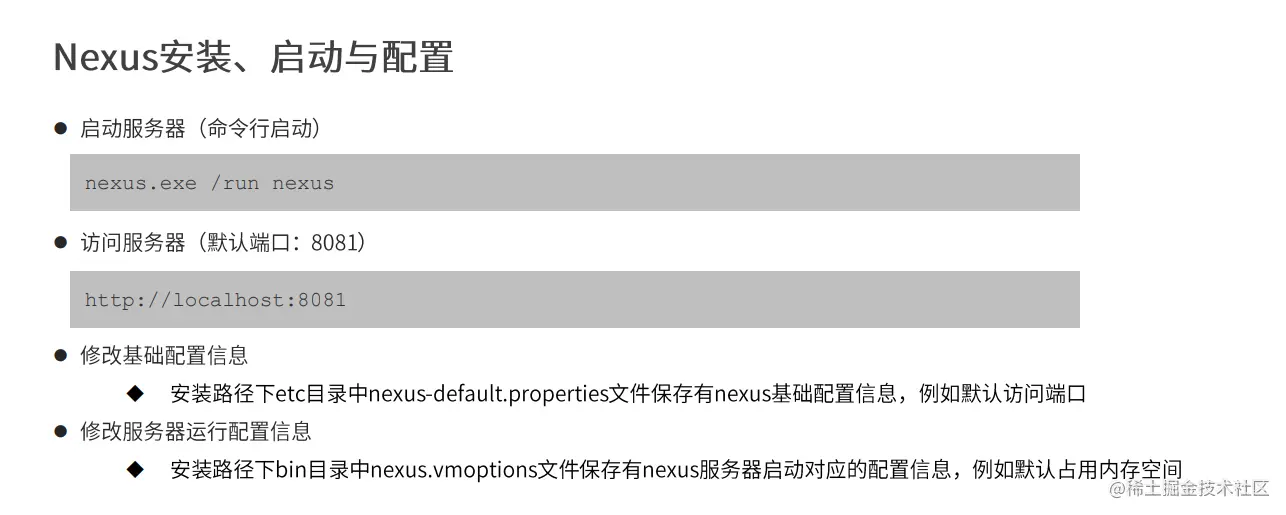 Nexus安装、启动与配置
启动服务器（命令行启动）
nexus.exe /run nexus
访问服务器（默认端口：8081）
http://localhost:8081
修改基础配置信息
安装路径下etc目录中nexus-default.properties文件保存有nexus基础配置信息，例如默认访问端口
修改服务器运行配置信息
安装路径下bin目录中nexus.vmoptions文件保存有nexus服务器启动对应的配置信息，例如默认占用内存空间
@稀土掘金技术社区